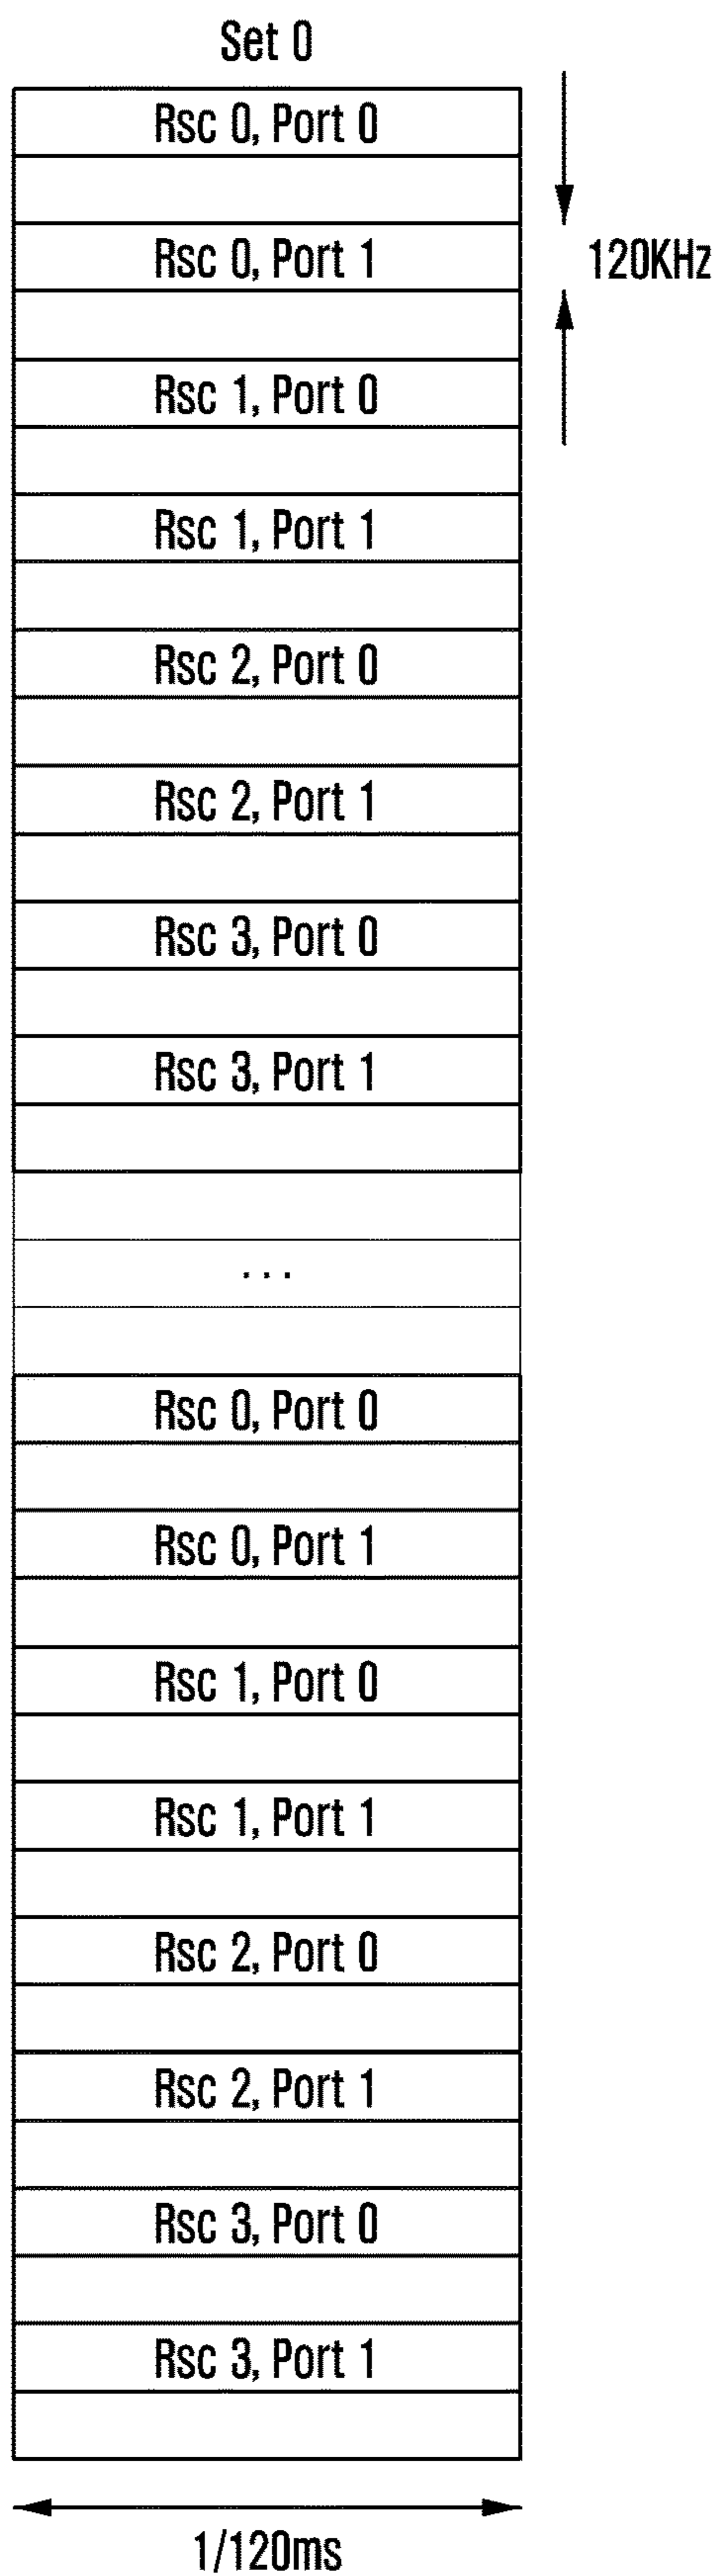 Set 0
Rsc 0, Port 0
Rsc 0, Port 1
120KHz
Rsc 1, Port 0
Rsc 1, Port 1
Rsc 2, Port 0
Rsc 2, Port 1
Rsc 3, Port 0
Rsc 3, Port 1
...
Rsc 0, Port 0
Rsc 0, Port 1
Rsc 1, Port 0
Rsc 1, Port 1
Rsc 2, Port 0
Rsc 2, Port 1
Rsc 3, Port 0
Rsc 3, Port 1
1/120ms